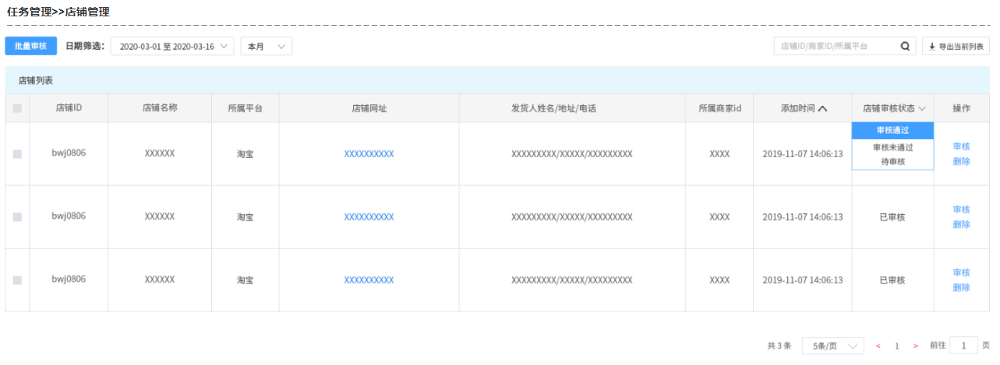 任务管理>>店铺管理
批量审核 日期筛选： 2020-03-01 至 2020-03-16 本月 店铺ID/商家ID/所属平台 导出当前列表
店铺列表
店铺ID 店铺名称 所属平台 店铺网址 发货人姓名/地址/电话 所属商家id 添加时间 店铺审核状态 操作
审核通过
bwj0806 XXXXXX 淘宝 XXXXXXXXXX XXXXXXXXX/XXXXX/XXXXXXXXX XXXX 2019-11-07 14:06:13 审核未通过 审核
待审核 删除
bwj0806 XXXXXX 淘宝 XXXXXXXXXX XXXXXXXXX/XXXXX/XXXXXXXXX XXXX 2019-11-07 14:06:13 已审核 审核
删除
bwj0806 XXXXXX 淘宝 XXXXXXXXXX XXXXXXXXX/XXXXX/XXXXXXXXX XXXX 2019-11-07 14:06:13 已审核 审核
删除
共 3 条 5条/页 < 1 > 前往 1 页